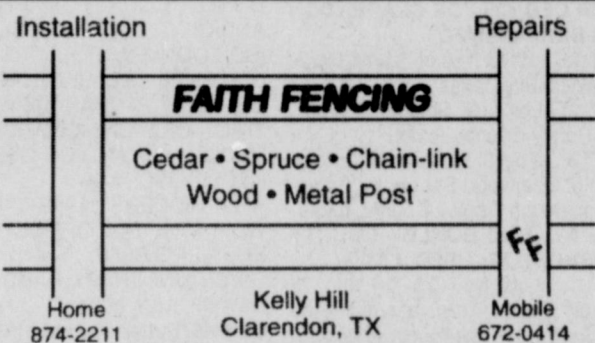 Installation
Repairs
FAITH FENCING
Cedar • Spruce • Chain-link
Wood • Metal Post
FF
Home
874-2211
Kelly Hill
Clarendon, TX
Mobile
672-0414